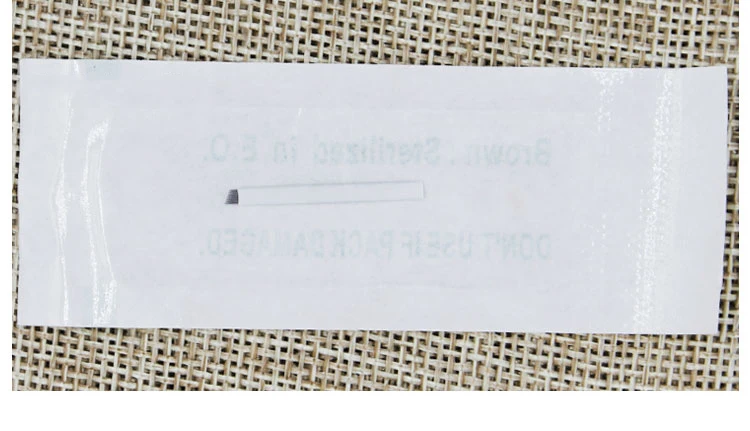 Brown. Sterilized in E.O.
DON'T USE IF PACK DAMAGED.